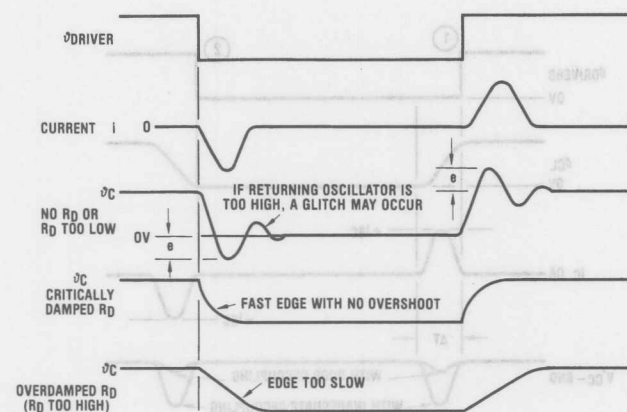 𝜗DRIVER
CURRENT i 0
𝜗C
NO RD OR
RD TOO LOW
0V
e
IF RETURNING OSCILLATOR IS
TOO HIGH, A GLITCH MAY OCCUR
e
𝜗C
CRITICALLY
DAMPED RD
FAST EDGE WITH NO OVERSHOOT
𝜗C
OVERDAMPED RD
(RD TOO HIGH)
EDGE TOO SLOW